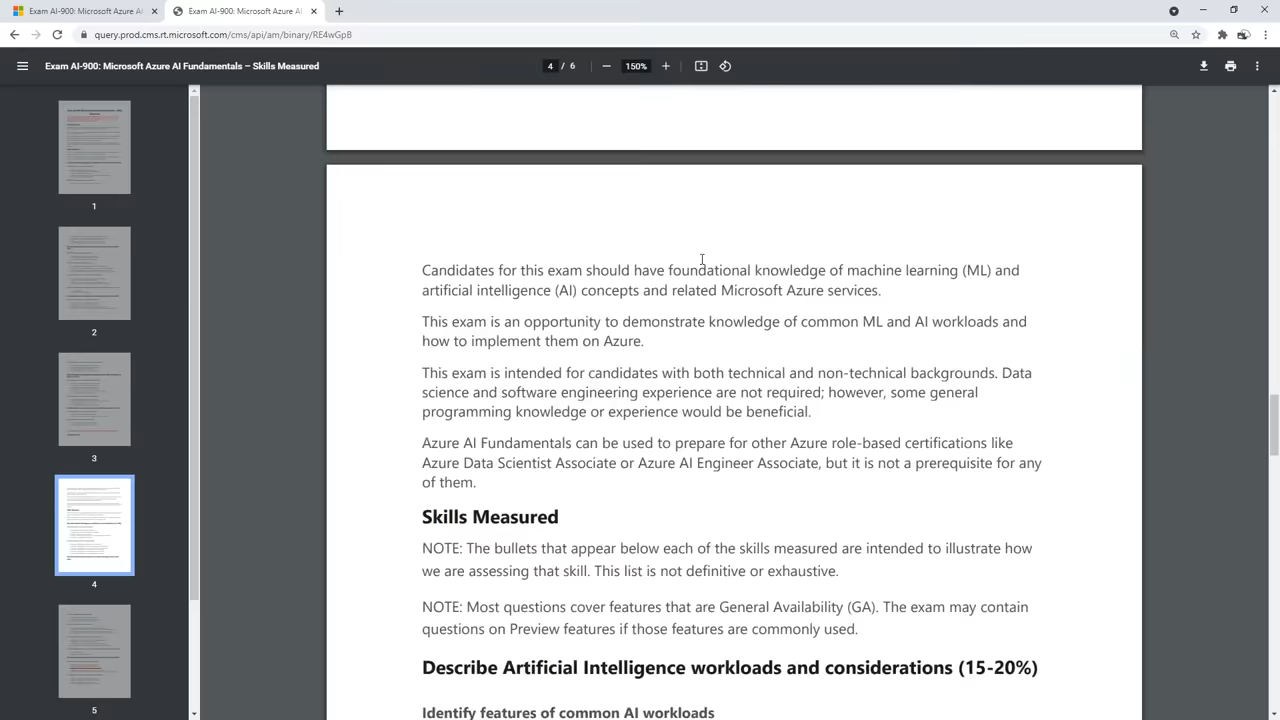 Exam AI-900: Microsoft Azure AI
Exam AI-900: Microsoft Azure AI
query.prod.cms.rt.microsoft.com/cms/api/am/binary/RE4wGpB
Exam AI-900: Microsoft Azure AI Fundamentals – Skills Measured
4 / 6
150%
1
2
3
4
5
Candidates for this exam should have foundational knowledge of machine learning (ML) and
artificial intelligence (AI) concepts and related Microsoft Azure services.
This exam is an opportunity to demonstrate knowledge of common ML and AI workloads and
how to implement them on Azure.
This exam is intended for candidates with both technical and non-technical backgrounds. Data
science and software engineering experience are not required; however, some general
programming knowledge or experience would be beneficial.
Azure AI Fundamentals can be used to prepare for other Azure role-based certifications like
Azure Data Scientist Associate or Azure AI Engineer Associate, but it is not a prerequisite for any
of them.
Skills Measured
NOTE: The bullets that appear below each of the skills measured are intended to illustrate how
we are assessing that skill. This list is not definitive or exhaustive.
NOTE: Most questions cover features that are General Availability (GA). The exam may contain
questions on Preview features if those features are commonly used.
Describe Artificial Intelligence workloads and considerations (15-20%)
Identify features of common AI workloads